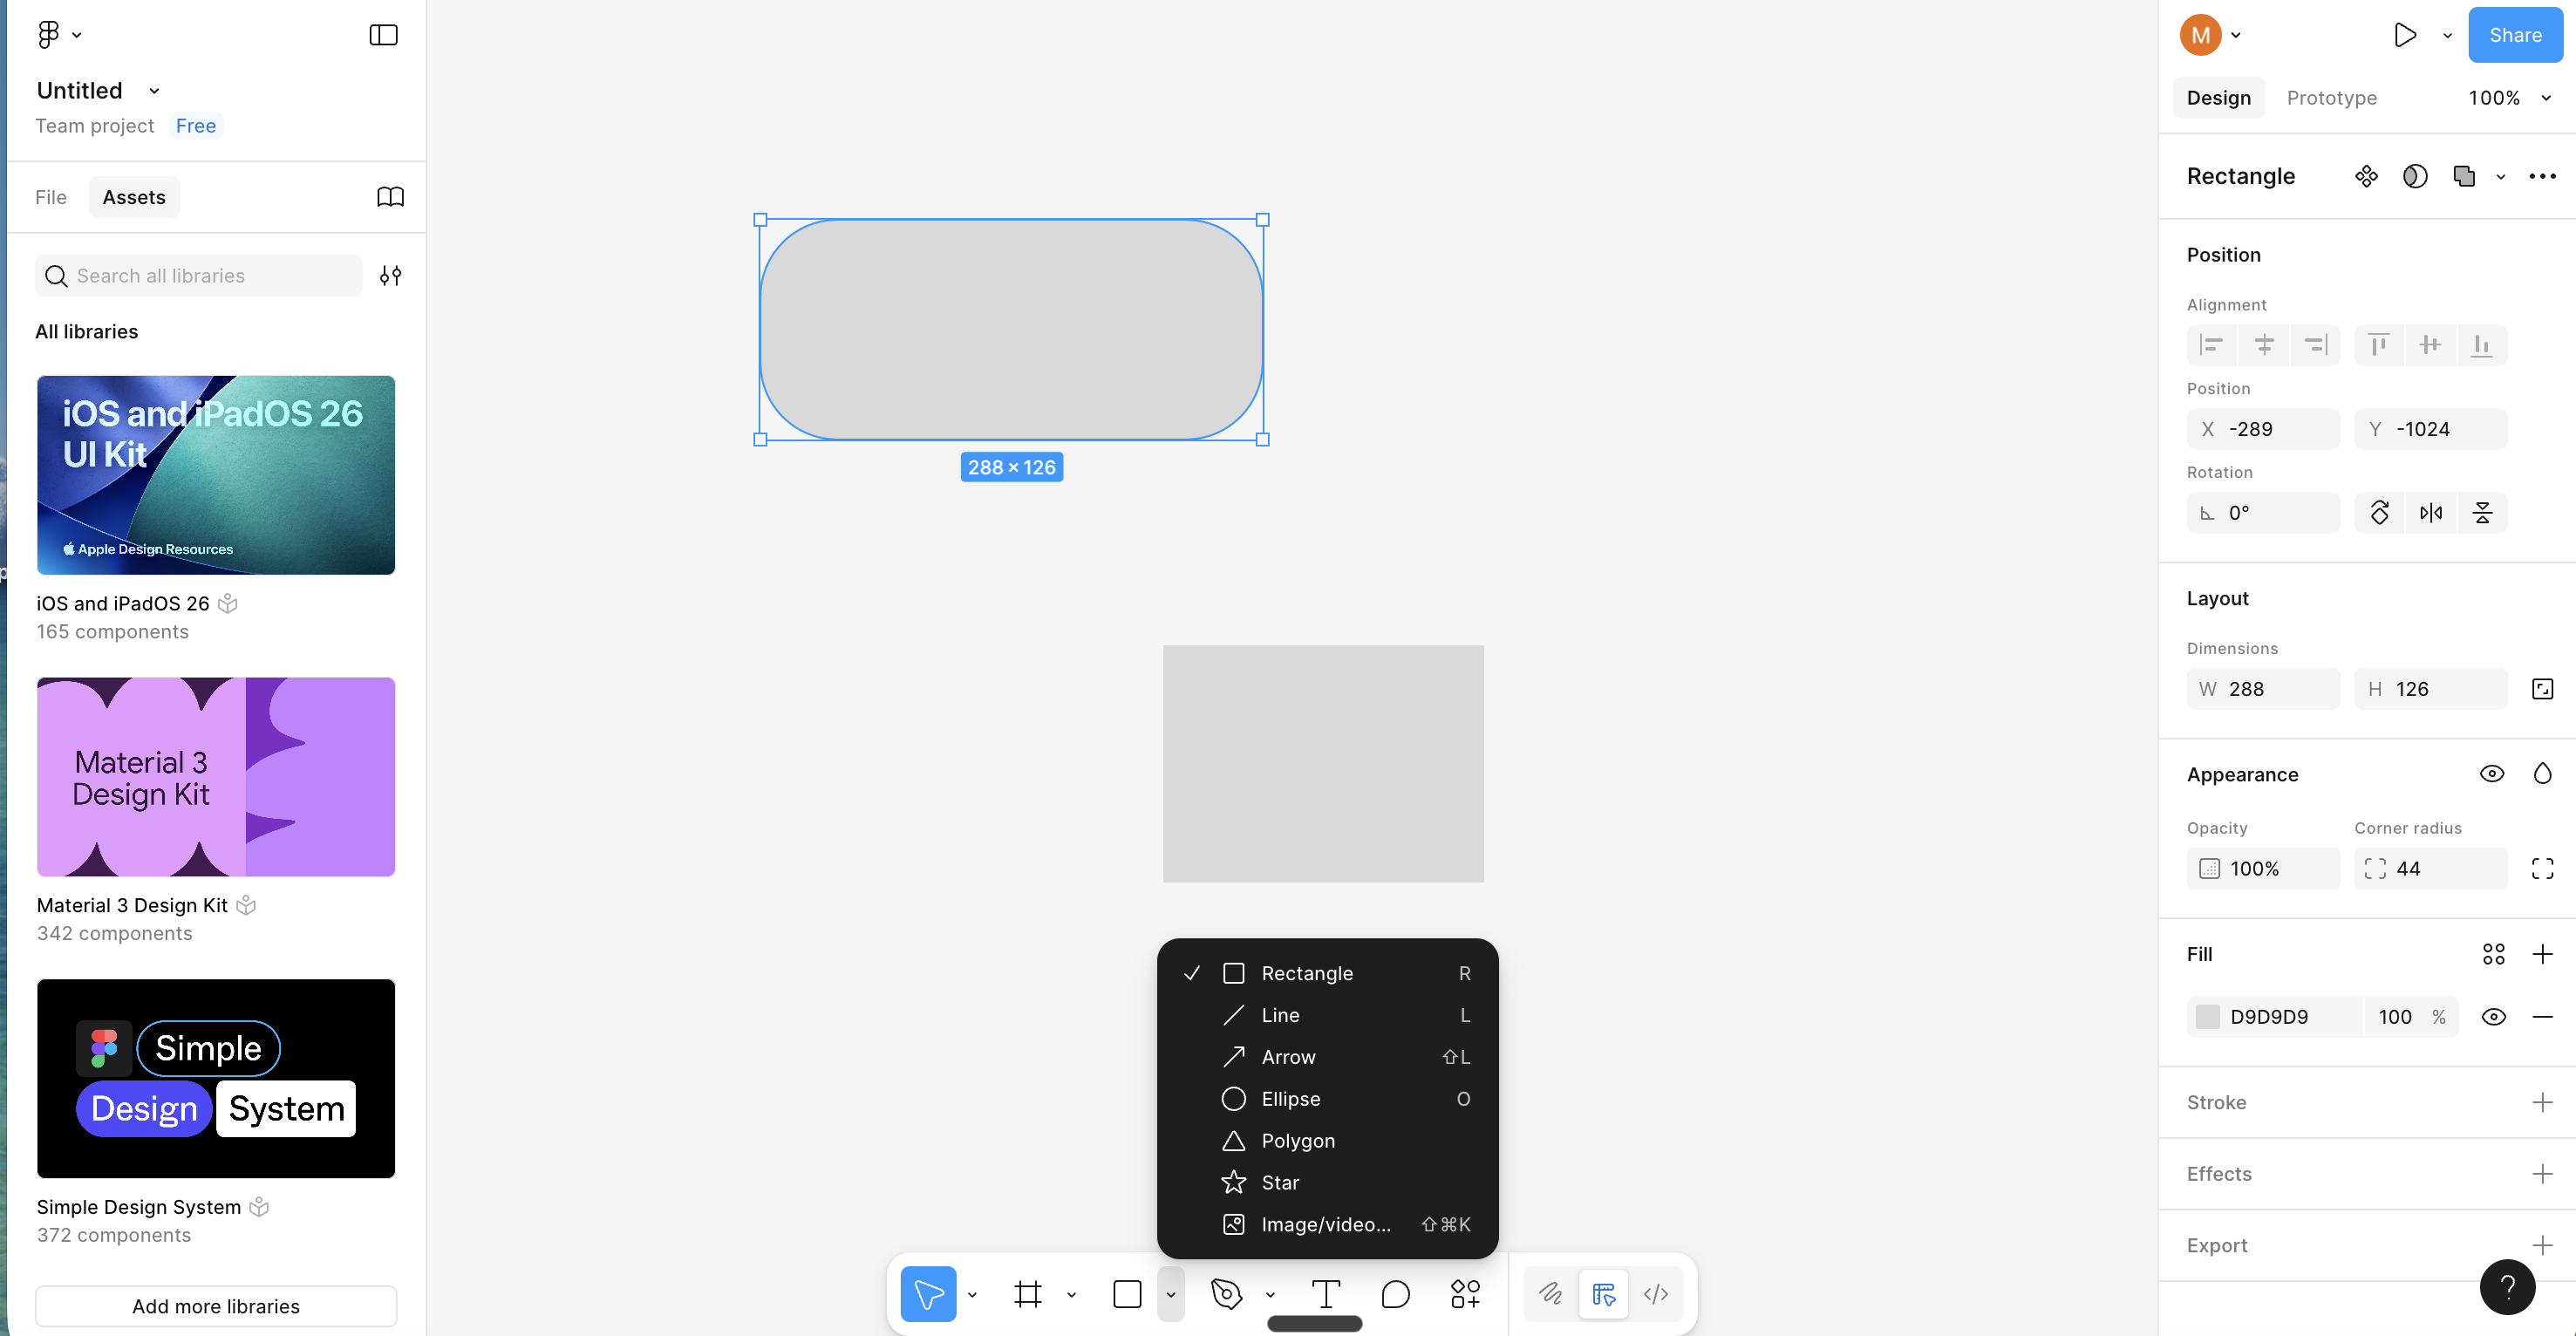 Untitled
Team project Free
File Assets
Search all libraries
All libraries
iOS and iPadOS 26
UI Kit
Apple Design Resources
iOS and iPadOS 26
165 components
Material 3
Design Kit
Material 3 Design Kit
342 components
Simple
Design System
Simple Design System
372 components
Add more libraries
288 × 126
Rectangle R
Line L
Arrow ⇧L
Ellipse O
Polygon
Star
Image/video... ⇧⌘K
M
Share
Design Prototype 100%
Rectangle
Position
Alignment
Position
X -289 Y -1024
Rotation
0°
Layout
Dimensions
W 288 H 126
Appearance
Opacity Corner radius
100% 44
Fill
D9D9D9 100 %
Stroke
Effects
Export
?